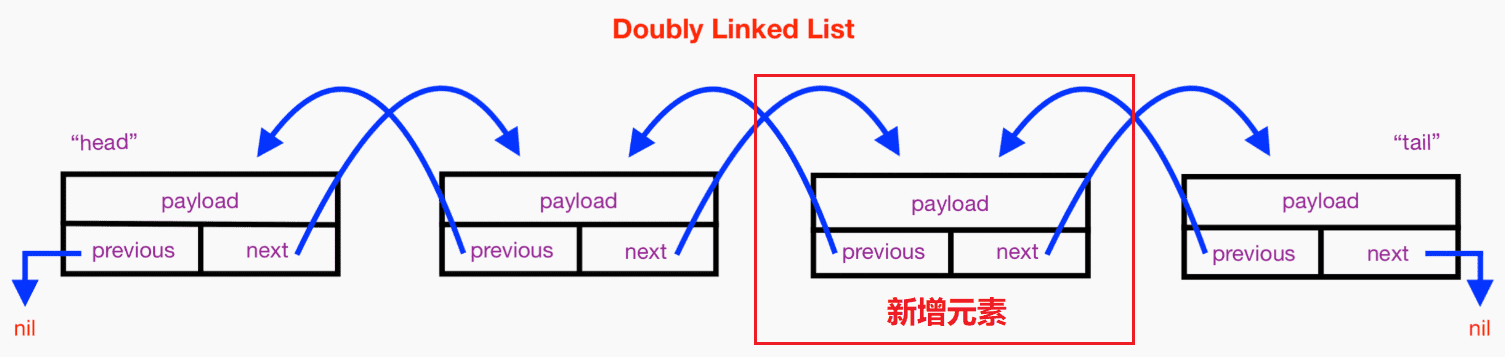 Doubly Linked List
“head”
“tail”
payload
payload
payload
payload
previous next
previous next
previous next
previous next
nil
新增元素
nil